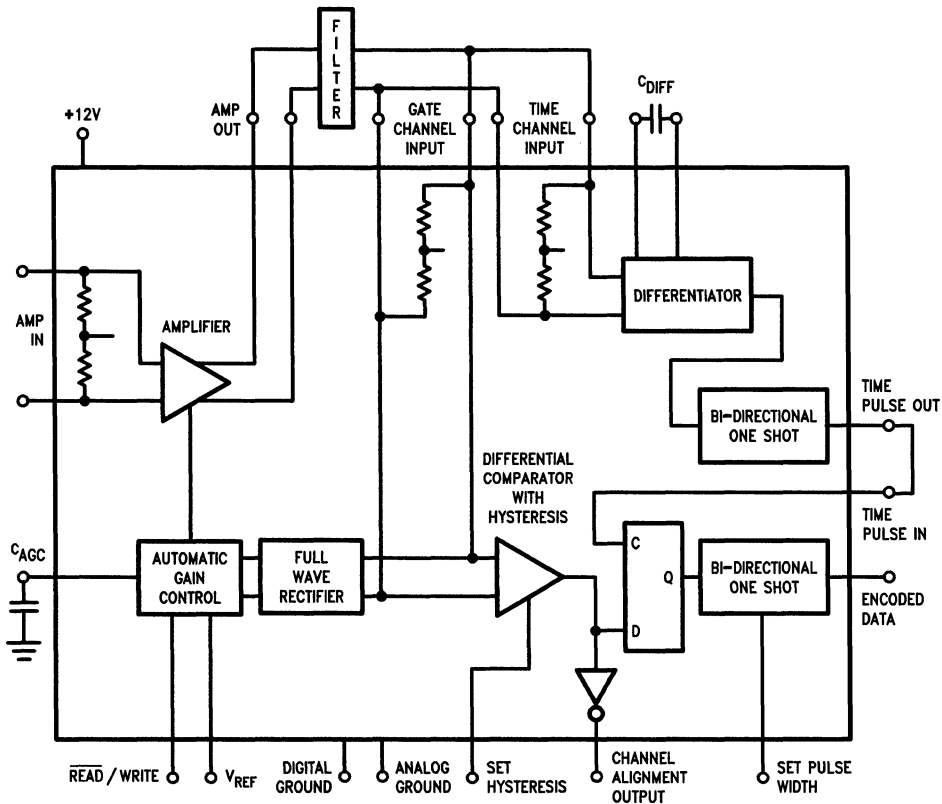 FILTER
+12V
AMP
OUT
GATE
CHANNEL
INPUT
TIME
CHANNEL
INPUT
CDIFF
AMP
IN
AMPLIFIER
DIFFERENTIATOR
BI-DIRECTIONAL
ONE SHOT
TIME
PULSE OUT
DIFFERENTIAL
COMPARATOR
WITH
HYSTERESIS
TIME
PULSE IN
CAGC
AUTOMATIC
GAIN
CONTROL
FULL
WAVE
RECTIFIER
C
Q
D
BI-DIRECTIONAL
ONE SHOT
ENCODED
DATA
READ/WRITE
VREF
DIGITAL
GROUND
ANALOG
GROUND
SET
HYSTERESIS
CHANNEL
ALIGNMENT
OUTPUT
SET PULSE
WIDTH